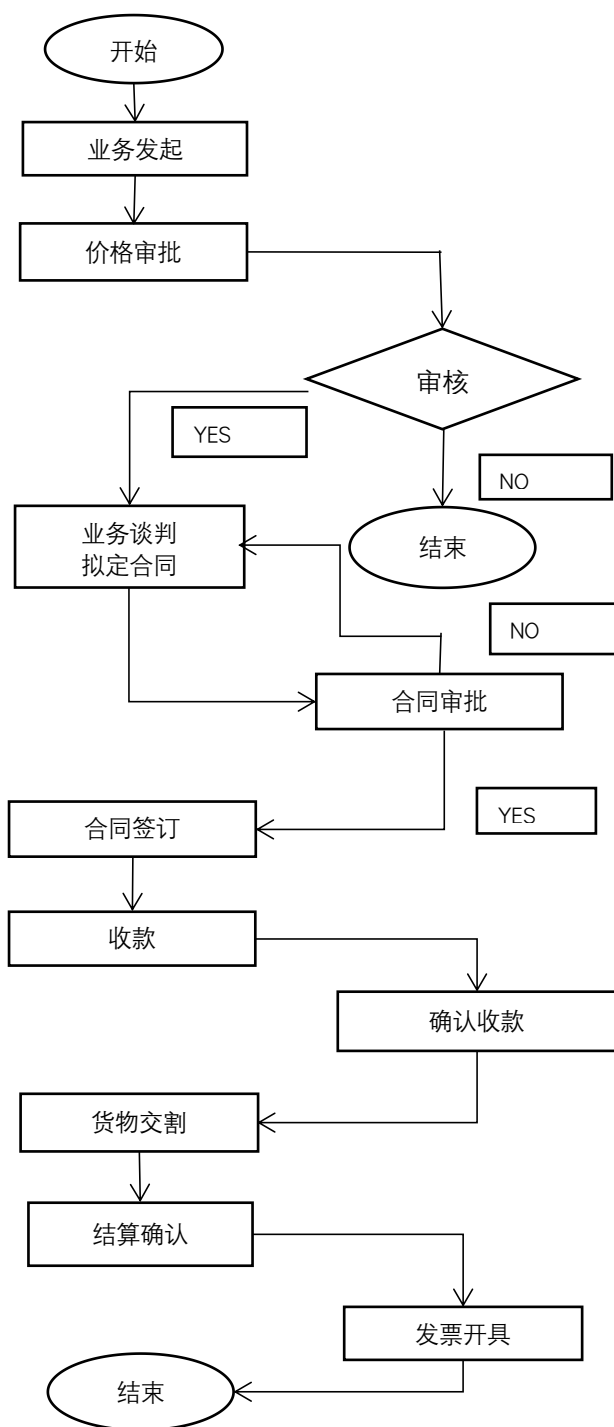 开始
业务发起
价格审批
审核
YES
NO
业务谈判
拟定合同
结束
NO
合同审批
YES
合同签订
收款
确认收款
货物交割
结算确认
发票开具
结束